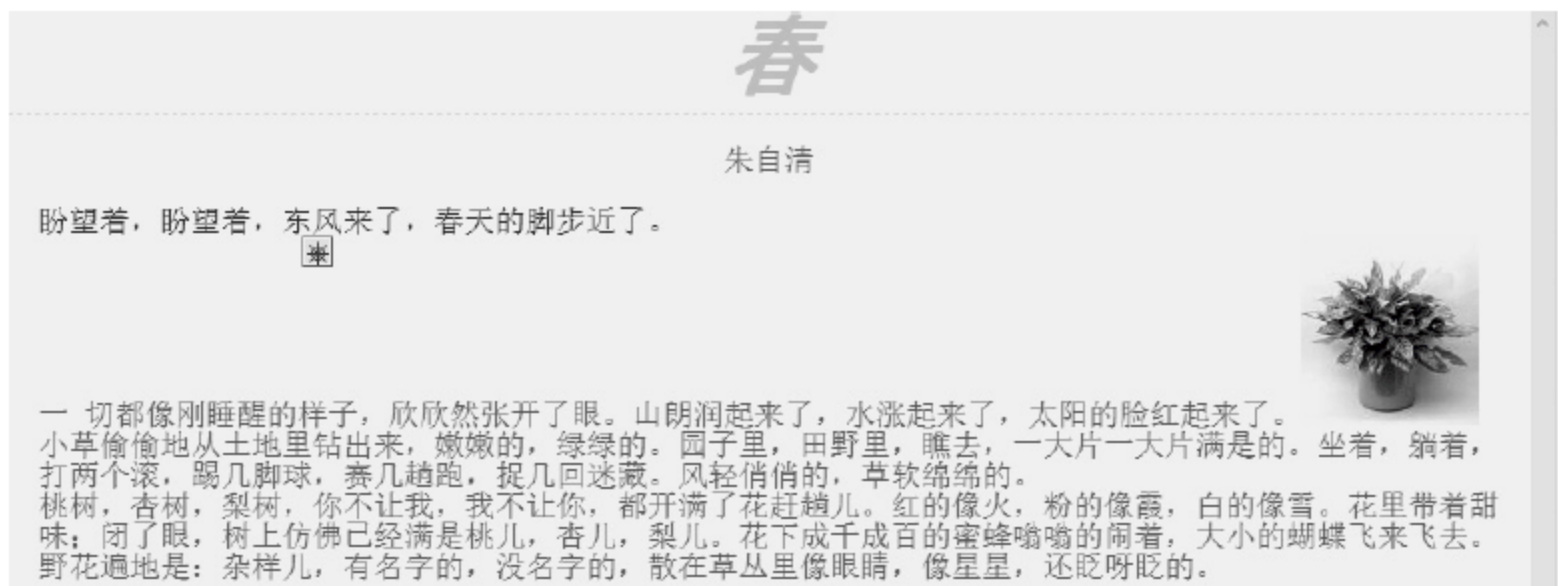 春
朱自清
盼望着，盼望着，东风来了，春天的脚步近了。
一 切都像刚睡醒的样子，欣欣然张开了眼。山朗润起来了，水涨起来了，太阳的脸红起来了。
小草偷偷地从土地里钻出来，嫩嫩的，绿绿的。园子里，田野里，瞧去，一大片一大片满是的。坐着，躺着，
打两个滚，踢几脚球，赛几趟跑，捉几回迷藏。风轻俏俏的，草软绵绵的。
桃树，杏树，梨树，你不让我，我不让你，都开满了花赶趟儿。红的像火，粉的像霞，白的像雪。花里带着甜
味；闭了眼，树上仿佛已经满是桃儿，杏儿，梨儿。花下成千成百的蜜蜂嗡嗡的闹着，大小的蝴蝶飞来飞去。
野花遍地是：杂样儿，有名字的，没名字的，散在草丛里像眼睛，像星星，还眨呀眨的。